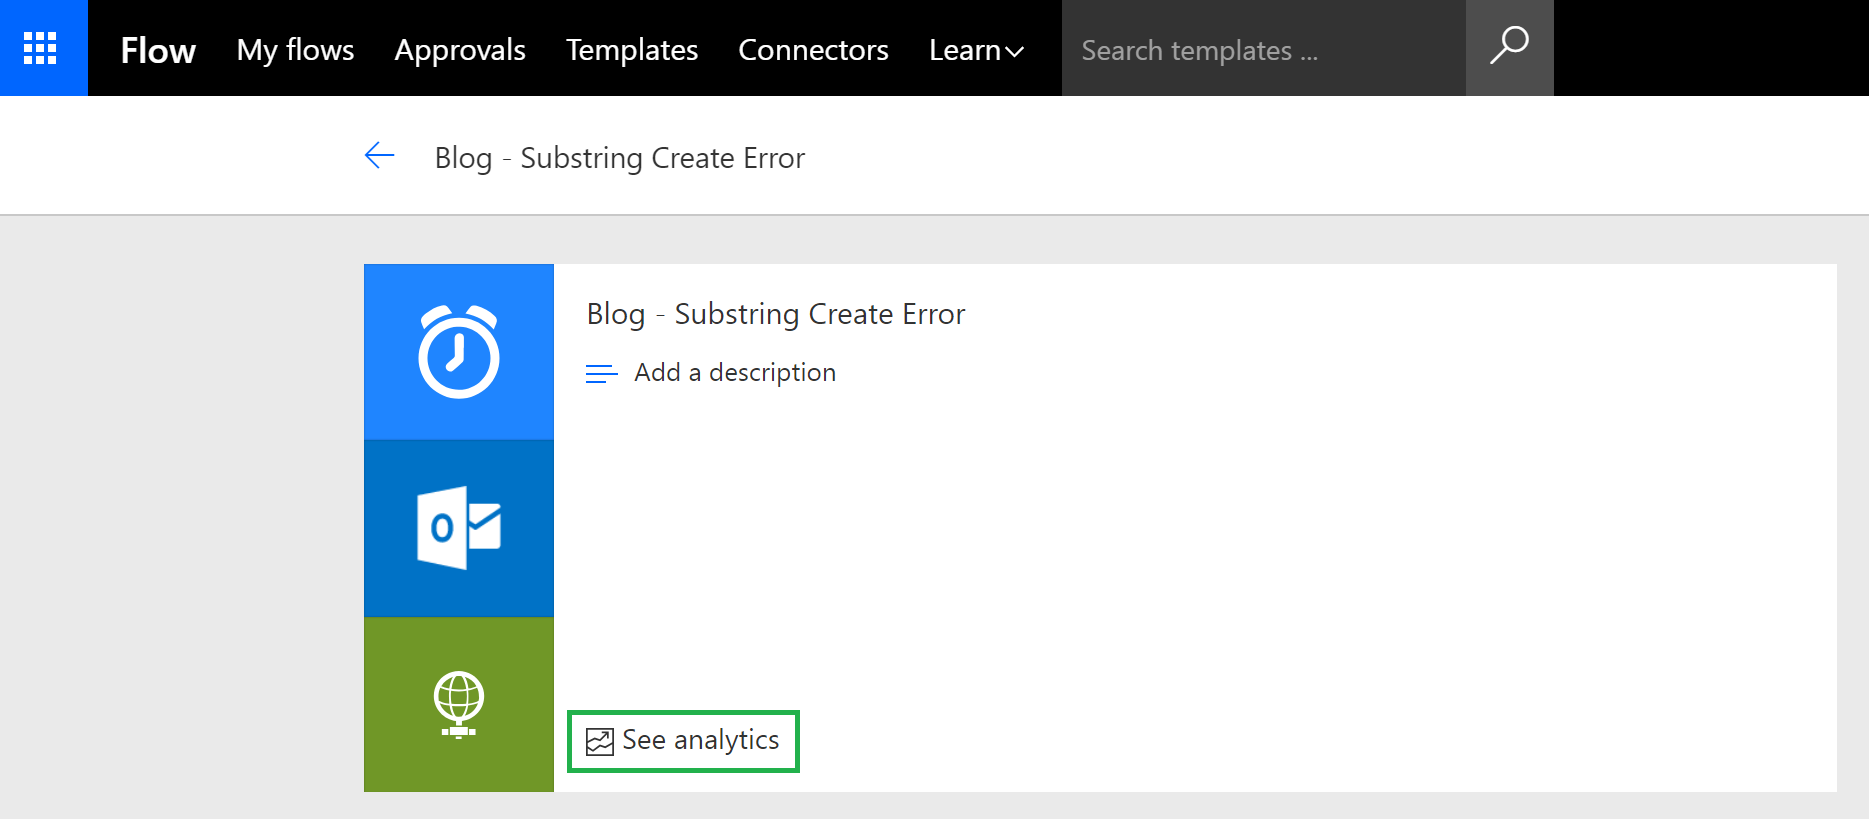 Flow My flows Approvals Templates Connectors Learn Search templates ...
Blog - Substring Create Error
Blog - Substring Create Error
Add a description
See analytics